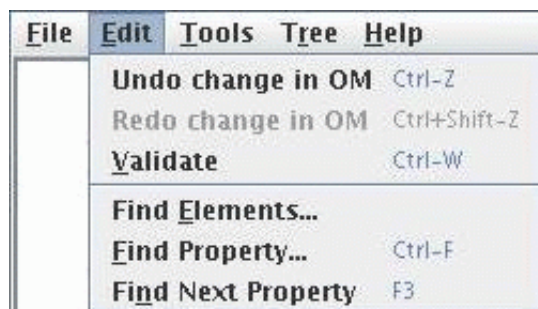 File Edit Tools Tree Help
Undo change in OM Ctrl-Z
Redo change in OM Ctrl+Shift-Z
Validate Ctrl-W
Find Elements...
Find Property... Ctrl-F
Find Next Property F3